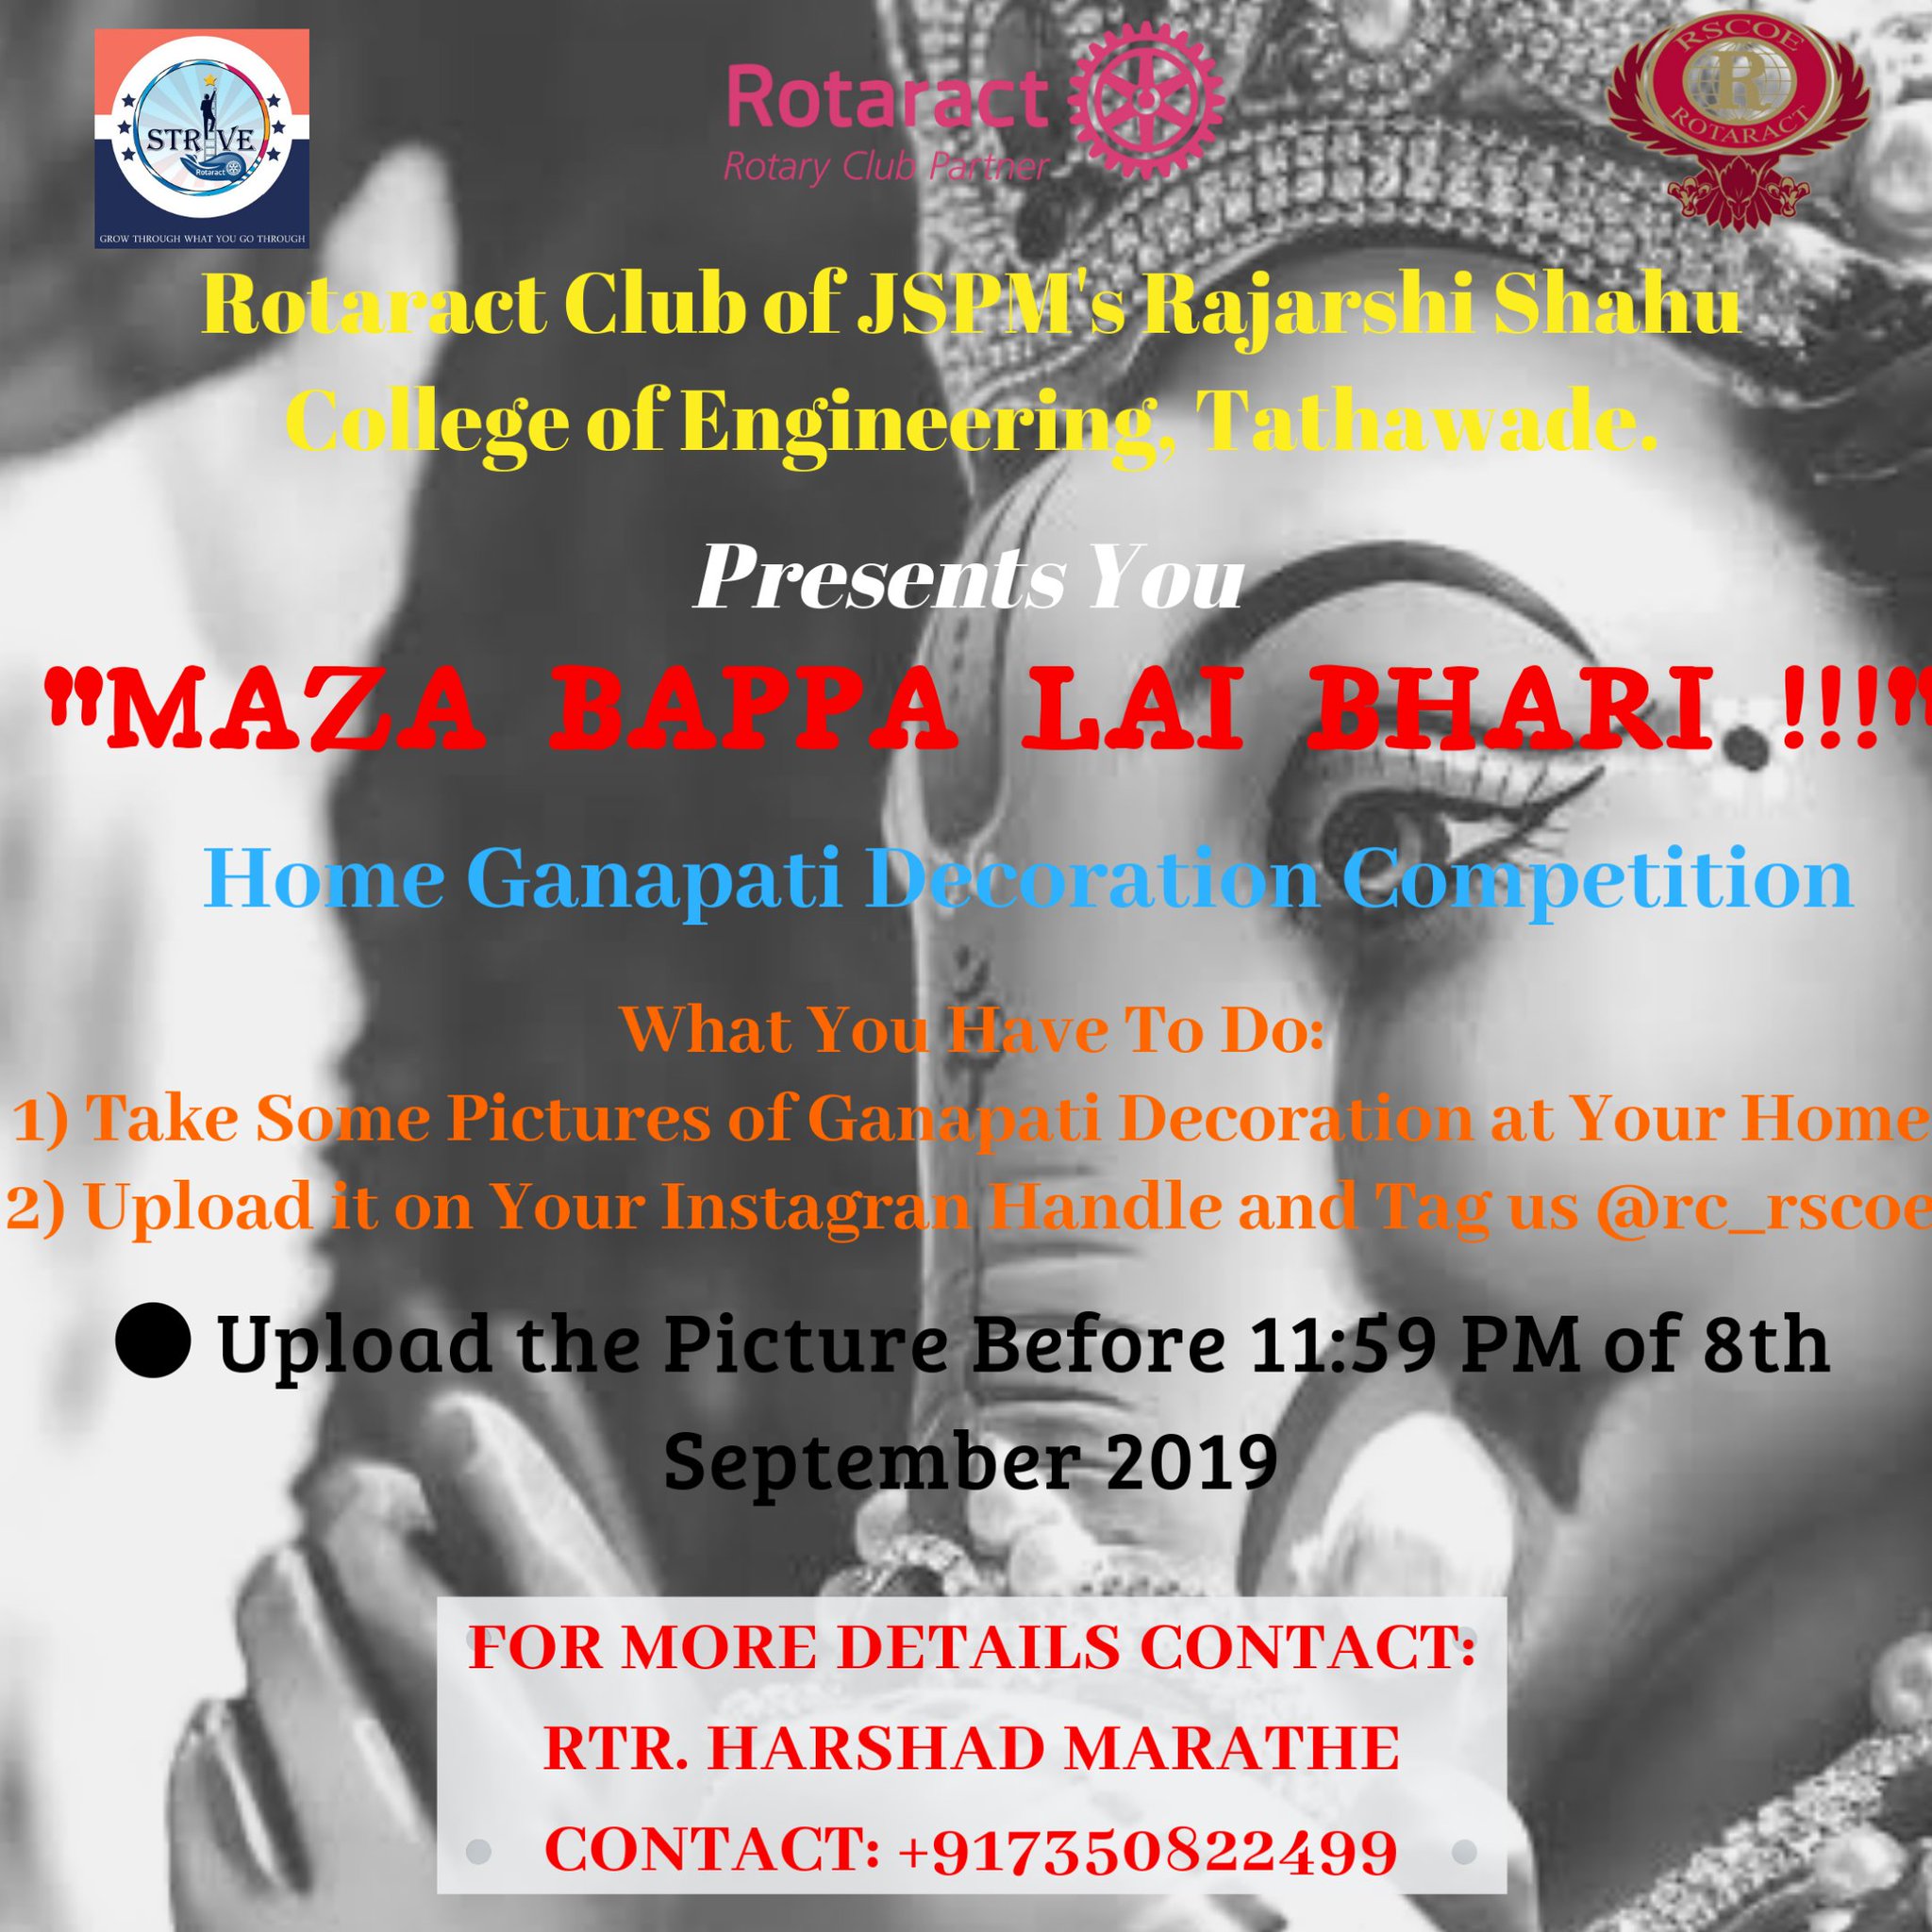 STRIVE
Rotaract
GROW THROUGH WHAT YOU GO THROUGH
Rotaract
Rotary Club Partner
RSCOE
R
ROTARACT
Rotaract Club of JSPM's Rajarshi Shahu
College of Engineering, Tathawade.
Presents You
"MAZA BAPPA LAI BHARI !!!"
Home Ganapati Decoration Competition
What You Have To Do:
1) Take Some Pictures of Ganapati Decoration at Your Home
2) Upload it on Your Instagran Handle and Tag us @rc_rscoe
● Upload the Picture Before 11:59 PM of 8th
September 2019
FOR MORE DETAILS CONTACT:
RTR. HARSHAD MARATHE
CONTACT: +917350822499